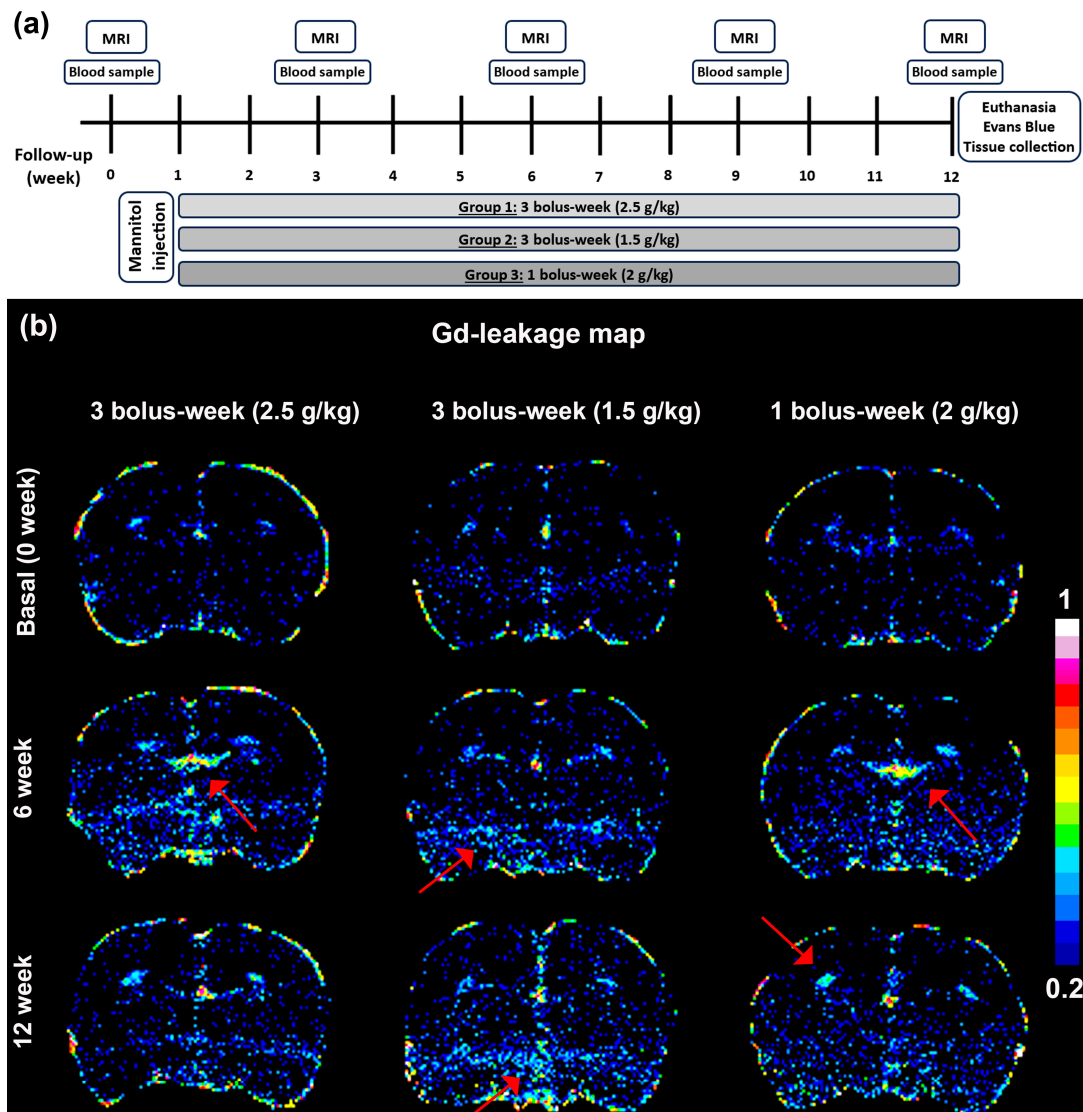 (a)
MRI MRI MRI MRI MRI
Blood sample Blood sample Blood sample Blood sample Blood sample
Euthanasia
Evans Blue
Tissue collection
Follow-up
(week)
0 1 2 3 4 5 6 7 8 9 10 11 12
Mannitol
injection
Group 1: 3 bolus-week (2.5 g/kg)
Group 2: 3 bolus-week (1.5 g/kg)
Group 3: 1 bolus-week (2 g/kg)
(b)
Gd-leakage map
3 bolus-week (2.5 g/kg) 3 bolus-week (1.5 g/kg) 1 bolus-week (2 g/kg)
Basal (0 week)
6 week
12 week
1
0.2